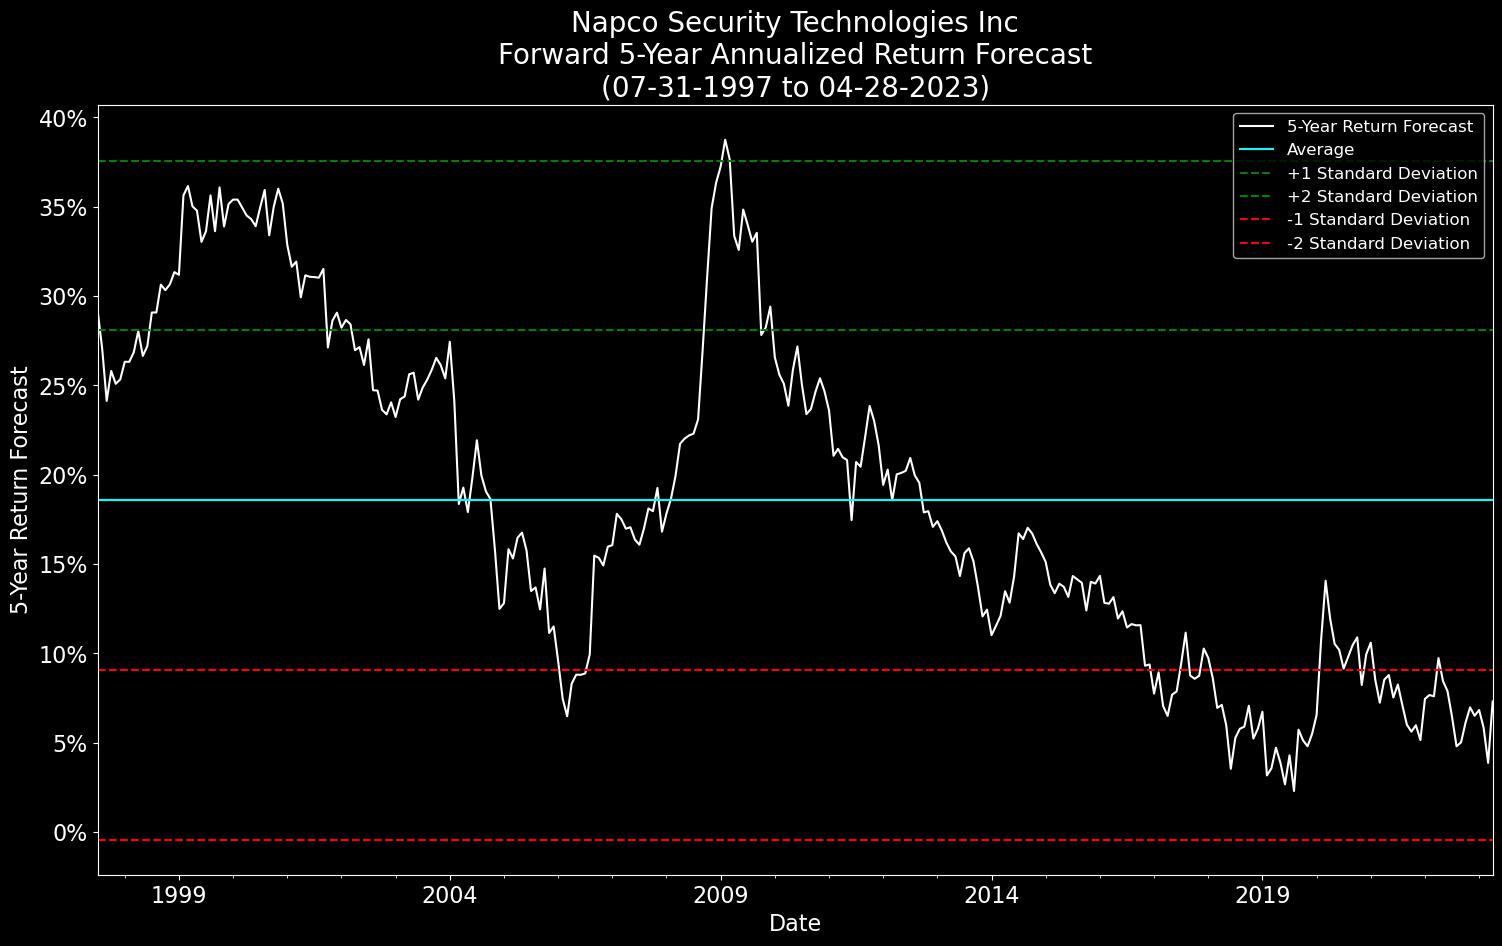 Napco Security Technologies Inc
Forward 5-Year Annualized Return Forecast
(07-31-1997 to 04-28-2023)
40%
35%
30%
25%
20%
15%
10%
5%
0%
5-Year Return Forecast
5-Year Return Forecast
Average
+1 Standard Deviation
+2 Standard Deviation
-1 Standard Deviation
-2 Standard Deviation
1999
2004
2009
2014
2019
Date